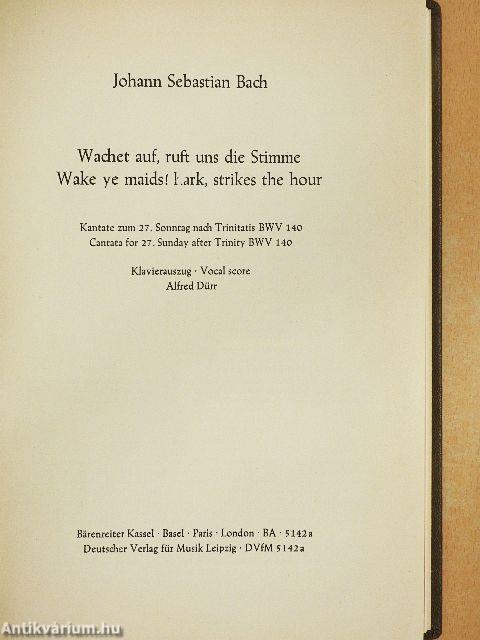 Johann Sebastian Bach
Wachet auf, ruft uns die Stimme
Wake ye maids! hark, strikes the hour
Kantate zum 27. Sonntag nach Trinitatis BWV 140
Cantata for 27. Sunday after Trinity BWV 140
Klavierauszug · Vocal score
Alfred Dürr
Bärenreiter Kassel · Basel · Paris · London · BA · 5142a
Deutscher Verlag für Musik Leipzig · DVfM 5142a
Antikvárium.hu